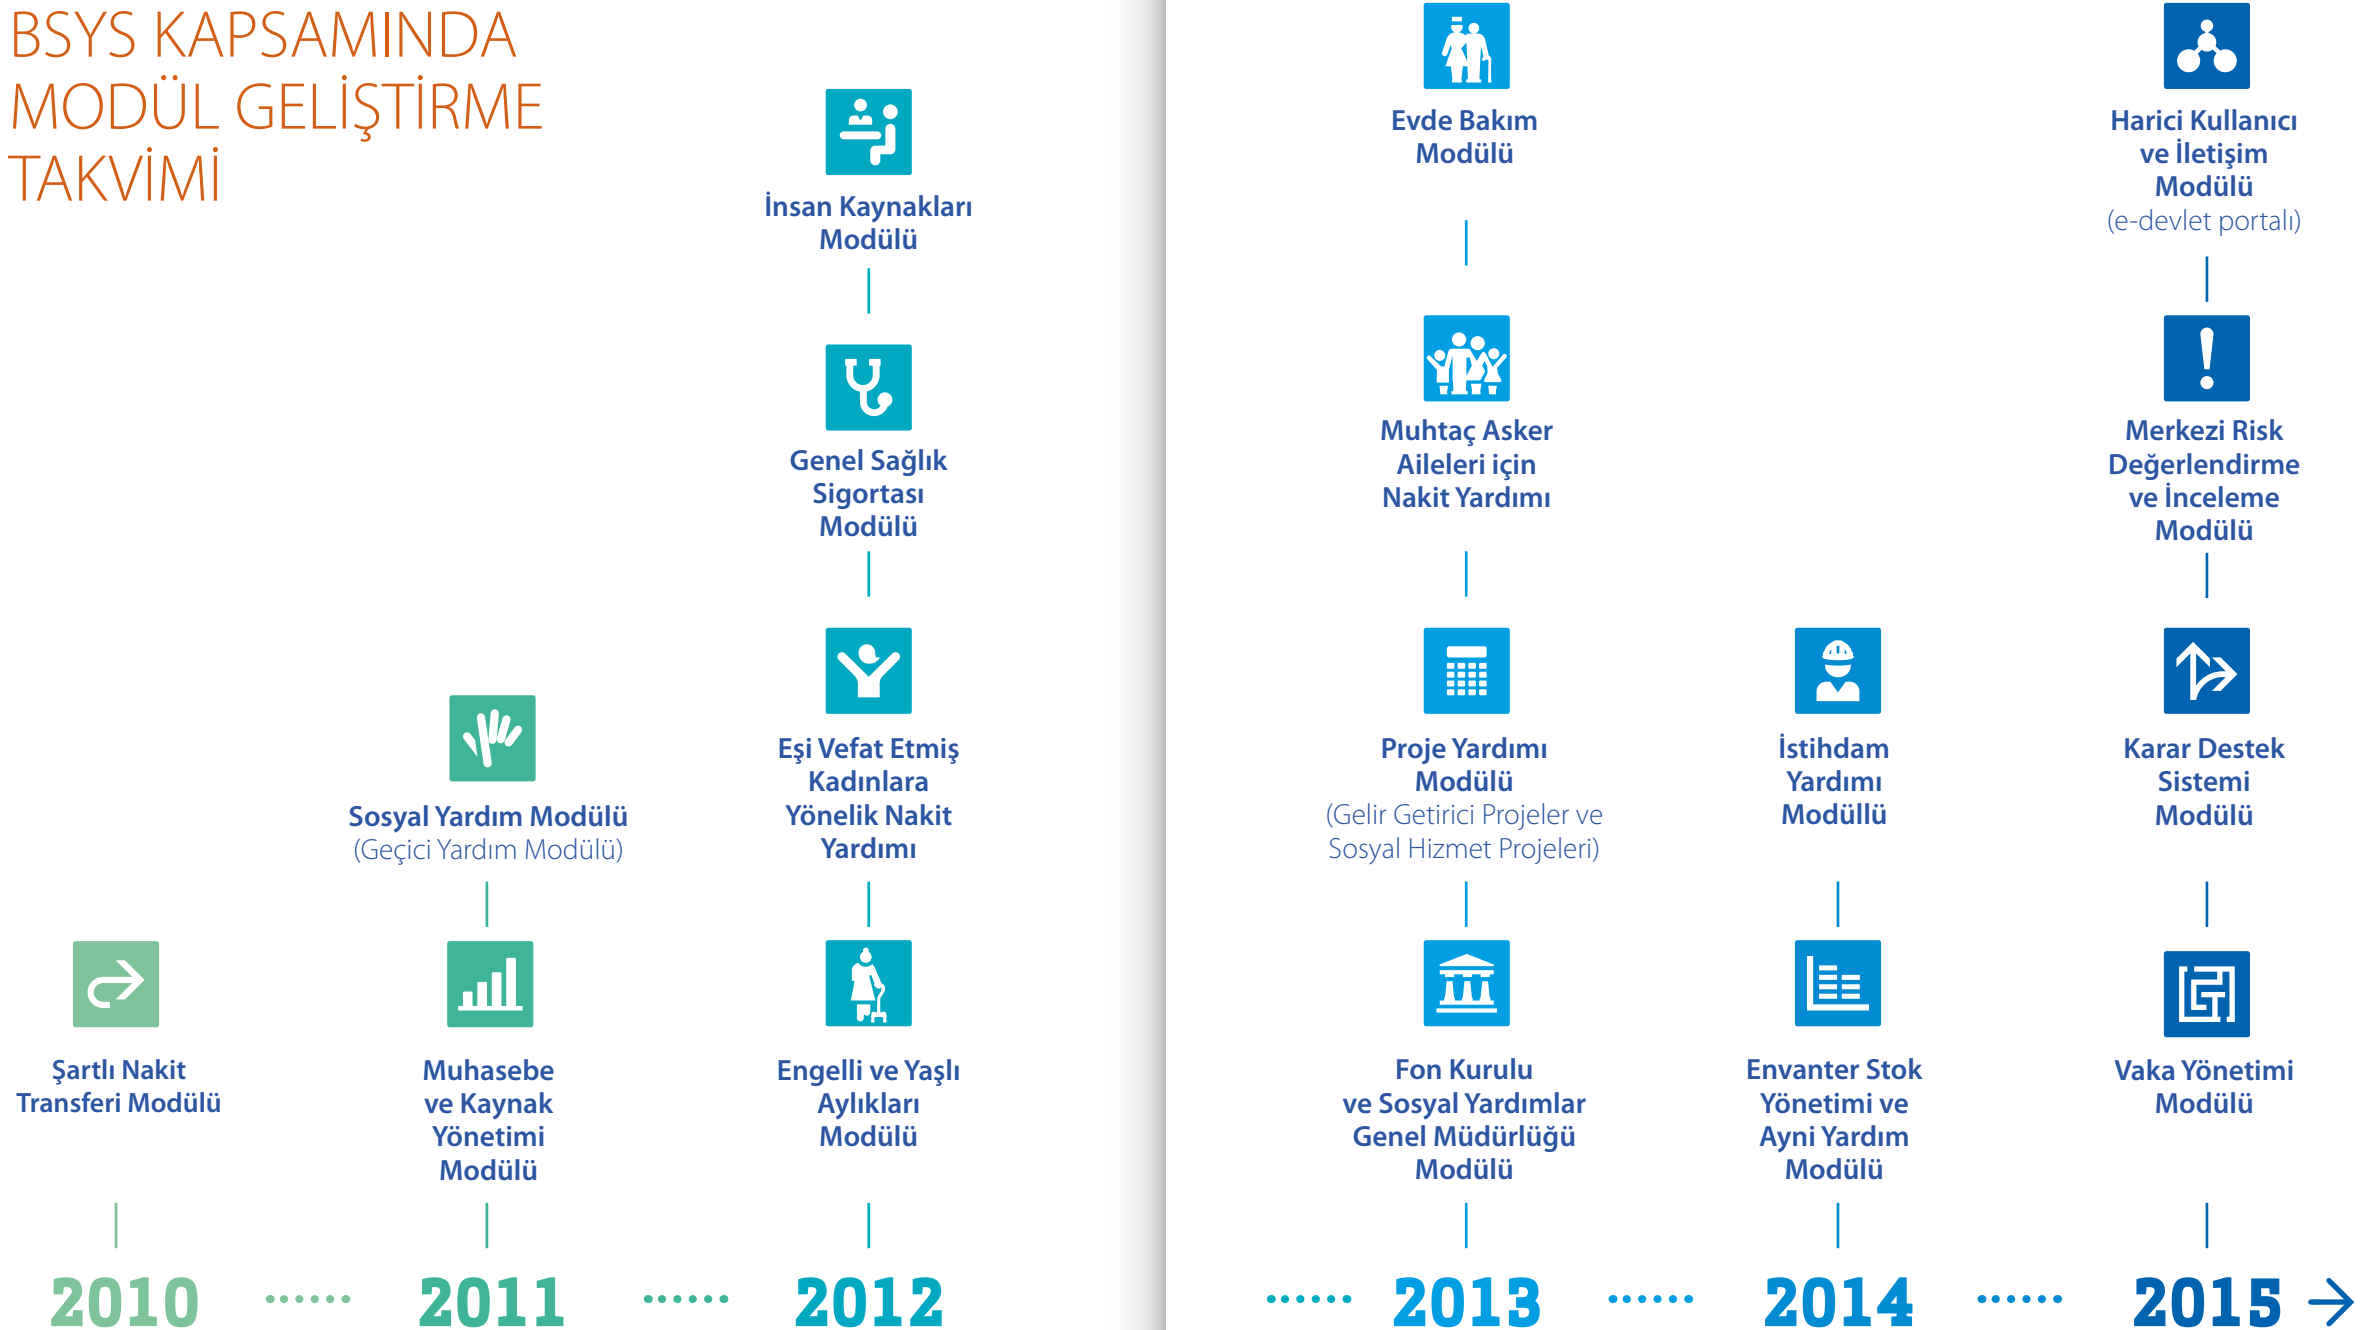 BSYS KAPSAMINDA
MODÜL GELİŞTİRME
TAKVİMİ
Şartlı Nakit
Transferi Modülü
2010
Sosyal Yardım Modülü
(Geçici Yardım Modülü)
Muhasebe
ve Kaynak
Yönetimi
Modülü
2011
İnsan Kaynakları
Modülü
Genel Sağlık
Sigortası
Modülü
Eşi Vefat Etmiş
Kadınlara
Yönelik Nakit
Yardımı
Engelli ve Yaşlı
Aylıkları
Modülü
2012
Evde Bakım
Modülü
Muhtaç Asker
Aileleri için
Nakit Yardımı
Proje Yardımı
Modülü
(Gelir Getirici Projeler ve
Sosyal Hizmet Projeleri)
Fon Kurulu
ve Sosyal Yardımlar
Genel Müdürlüğü
Modülü
2013
İstihdam
Yardımı
Modüllü
Envanter Stok
Yönetimi ve
Ayni Yardım
Modülü
2014
Harici Kullanıcı
ve İletişim
Modülü
(e-devlet portalı)
Merkezi Risk
Değerlendirme
ve İnceleme
Modülü
Karar Destek
Sistemi
Modülü
Vaka Yönetimi
Modülü
2015